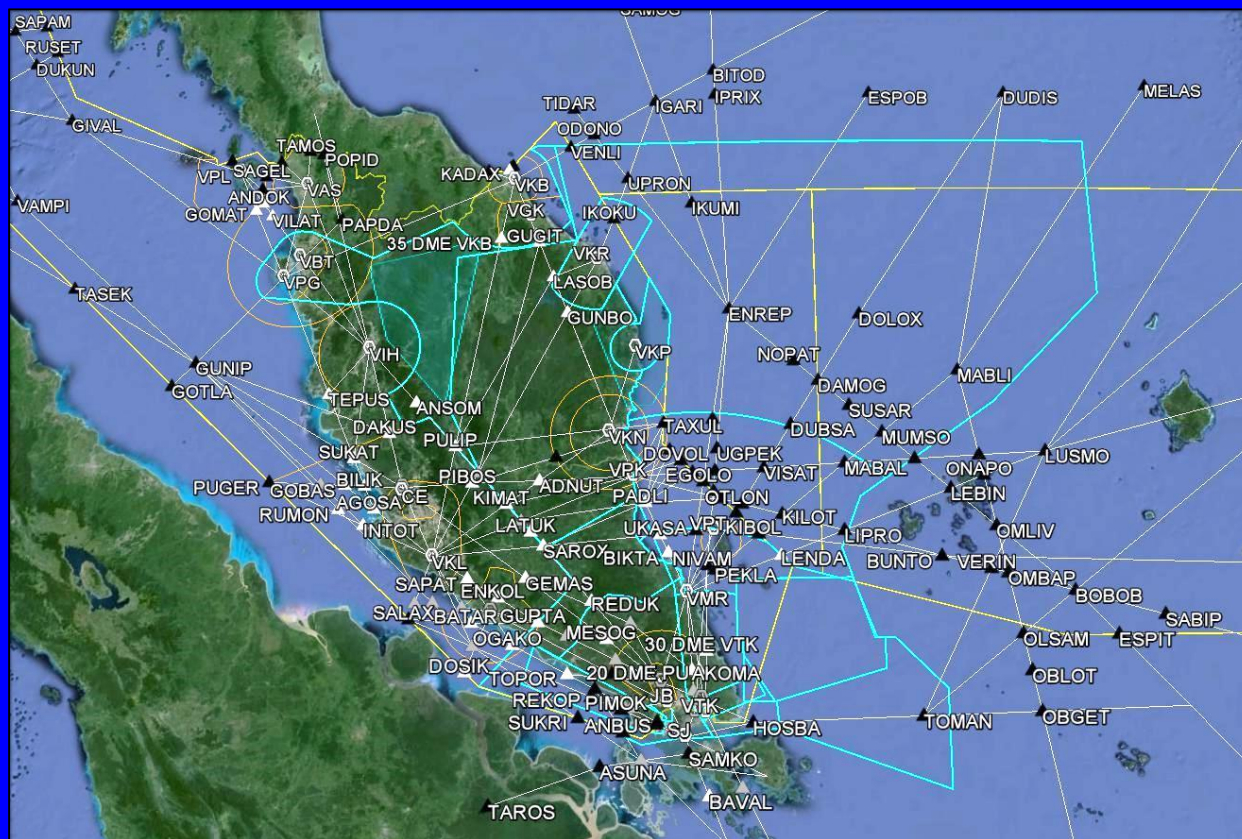 SAMOG
SAPAM
RUSET
DUKUN
BITOD
IPRIX
IGARI
TIDAR
ESPOB
DUDIS
MELAS
GIVAL
ODONO
VENLI
TAMOS
POPID
SAGEL
VPL
VAS
KADAX
VKB
UPRON
ANDOK
VAMPI
GOMAT
VILAT
PAPDA
VGK
IKOKU
IKUMI
35 DME VKB
GUGIT
VBT
VKR
VPG
LASOB
TASEK
GUNBO
ENREP
DOLOX
VIH
VKP
NOPAT
GUNIP
GOTLA
DAMOG
MABLI
TEPUS
ANSOM
SUSAR
DAKUS
PULIP
VKN
TAXUL
DUBSA
MUMSO
SUKAT
DOVOL
UGPEK
VPK
EGOLO
VISAT
MABAL
ONAPO
LUSMO
PUGER
GOBAS
BILIK
PIBOS
KIMAT
ADNUT
PADLI
OTLON
LEBIN
RUMON
AGOSA
CE
INTOT
LATUK
UKASA
VPT
KIBOL
KILOT
LIPRO
OMLIV
SAROX
BIKTA
NIVAM
LENDA
BUNTO
VERIN
VKL
SAPAT
GEMAS
PEKLA
OMBAP
ENKOL
VMR
BOBOB
SALAX
BATAR
GUPTA
REDUK
SABIP
OGAKO
MESOG
30 DME VTK
OLSAM
ESPIT
DOSIK
TOPOR
20 DME PU
AKOMA
OBLOT
REKOP
PIMOK
JB
VTK
SUKRI
ANBUS
SJ
HOSBA
TOMAN
OBGET
ASUNA
SAMKO
TAROS
BAVAL